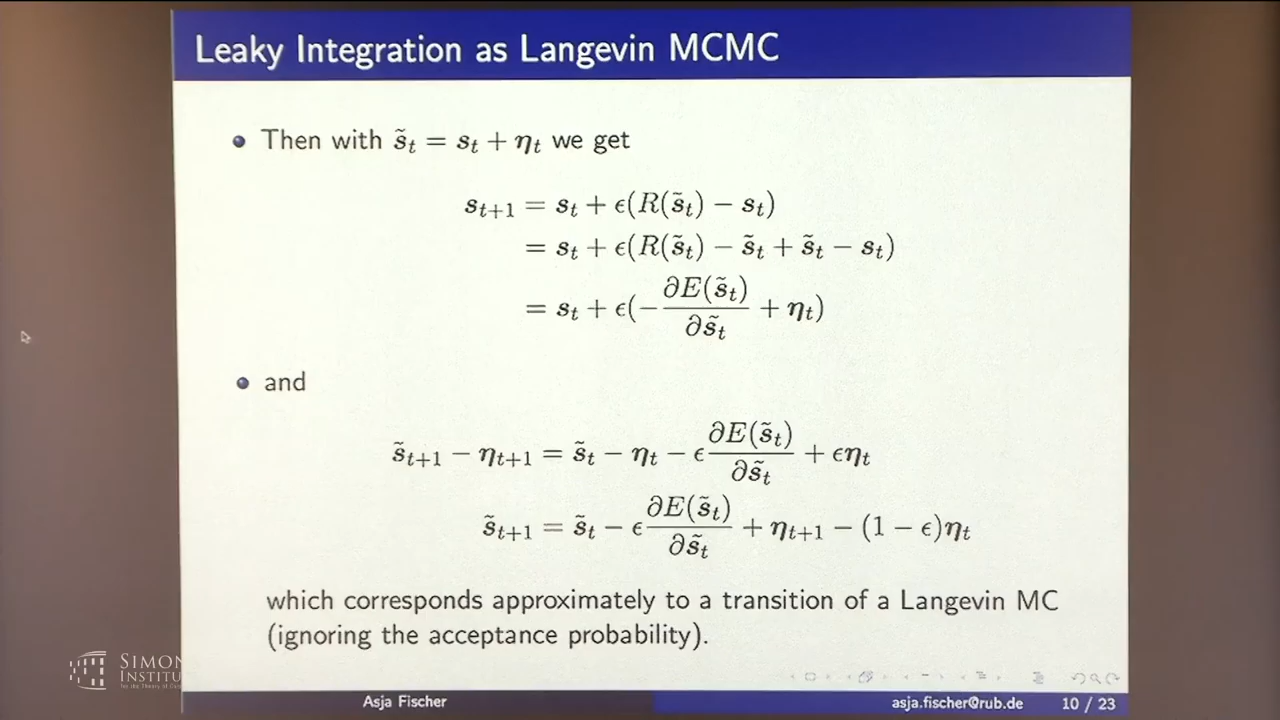 Leaky Integration as Langevin MCMC
Then with s̃_t = s_t + η_t we get
s_{t+1} = s_t + ϵ(R(s̃_t) − s_t)
= s_t + ϵ(R(s̃_t) − s̃_t + s̃_t − s_t)
= s_t + ϵ(−∂E(s̃_t)/∂s̃_t + η_t)
and
s̃_{t+1} − η_{t+1} = s̃_t − η_t − ϵ ∂E(s̃_t)/∂s̃_t + ϵη_t
s̃_{t+1} = s̃_t − ϵ ∂E(s̃_t)/∂s̃_t + η_{t+1} − (1 − ϵ)η_t
which corresponds approximately to a transition of a Langevin MC
(ignoring the acceptance probability).
SIMON
INSTITU
Asja Fischer
asja.fischer@rub.de
10 / 23